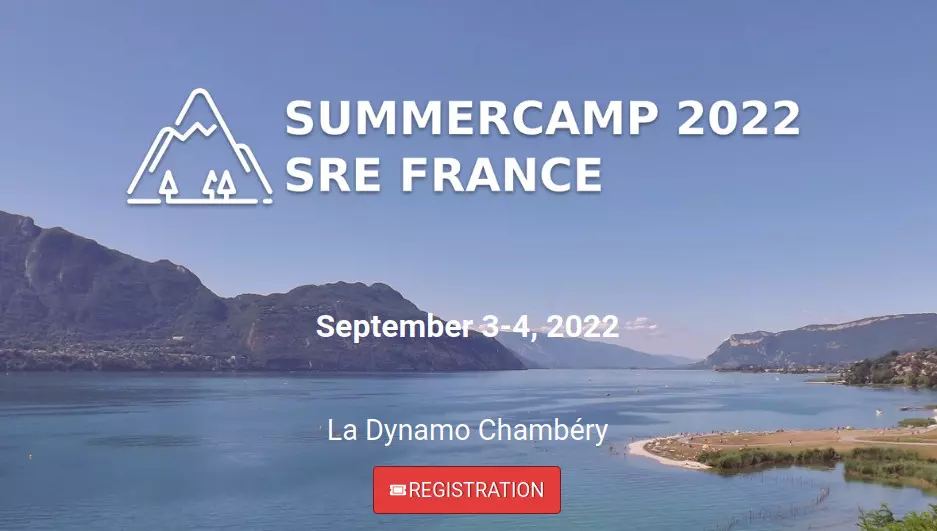 SUMMERCAMP 2022
SRE FRANCE
September 3-4, 2022
La Dynamo Chambéry
REGISTRATION